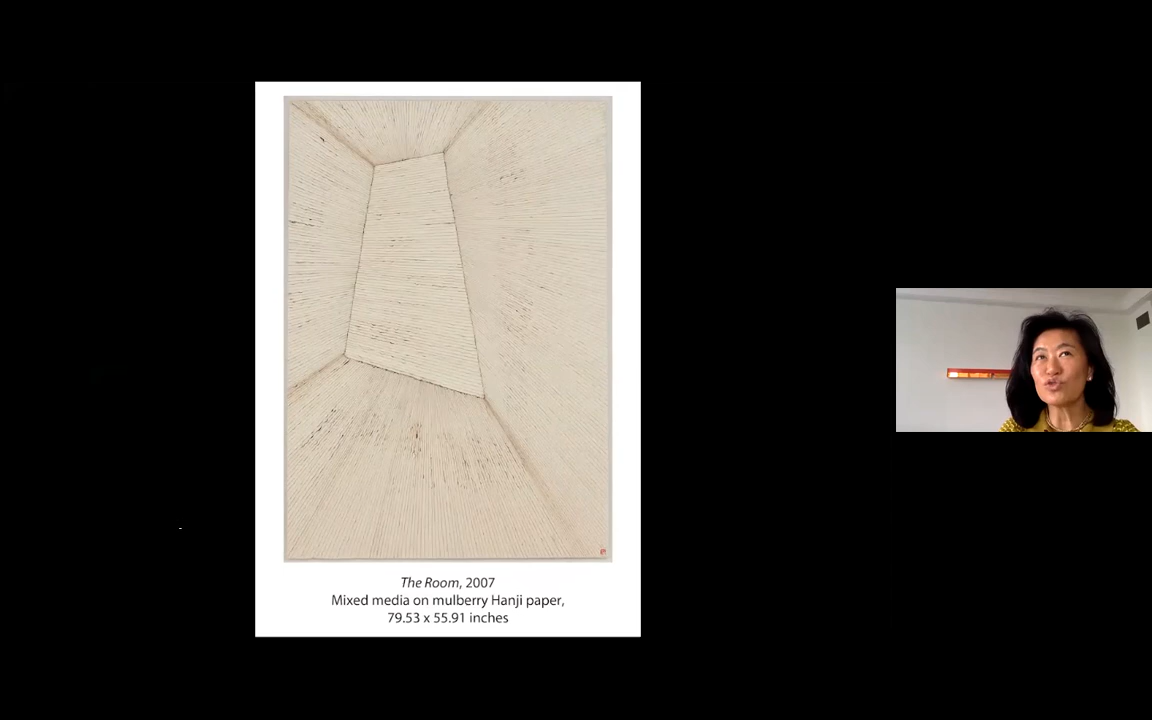 The Room, 2007
Mixed media on mulberry Hanji paper,
79.53 x 55.91 inches